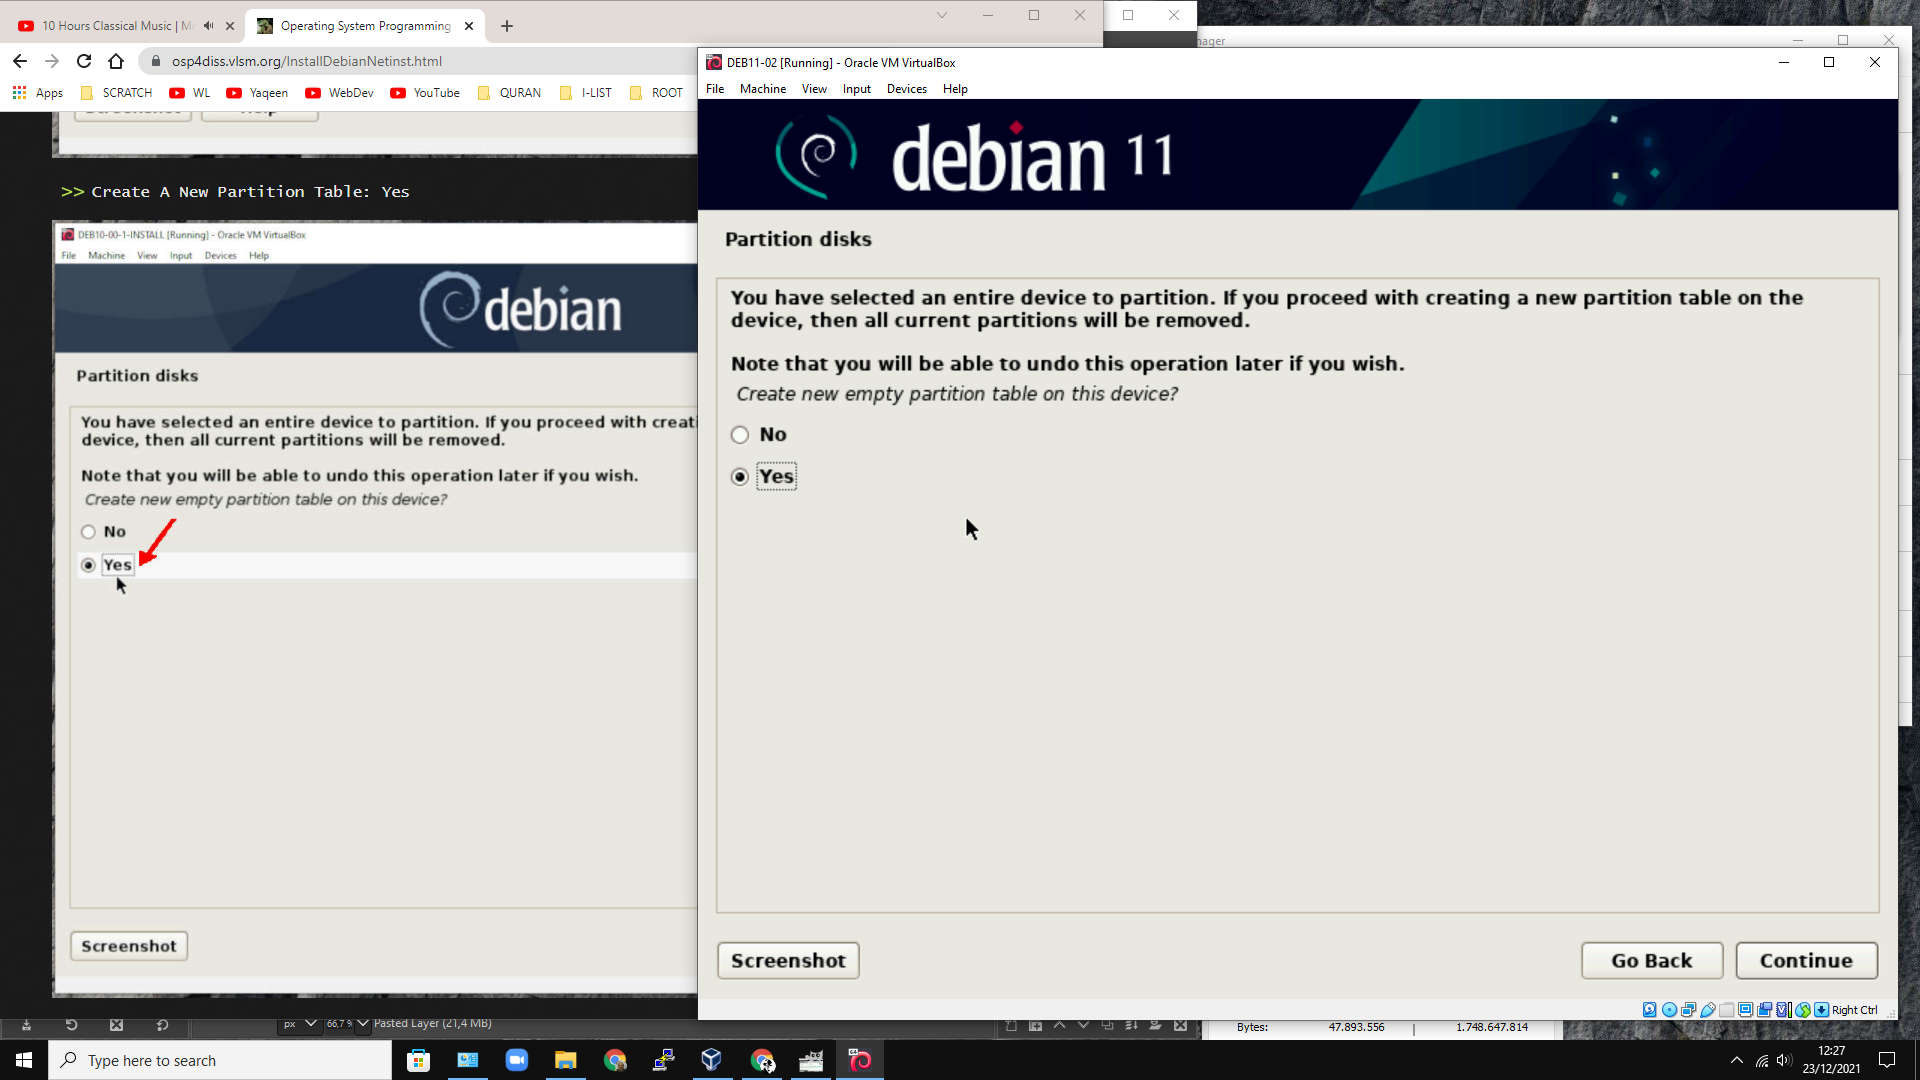 10 Hours Classical Music | M
Operating System Programming
osp4diss.vlsm.org/InstallDebianNetinst.html
Apps
SCRATCH
WL
Yaqeen
WebDev
YouTube
QURAN
I-LIST
ROOT
>> Create A New Partition Table: Yes
DEB10-00-1-INSTALL [Running] - Oracle VM VirtualBox
File Machine View Input Devices Help
debian
Partition disks
You have selected an entire device to partition. If you proceed with creati
device, then all current partitions will be removed.
Note that you will be able to undo this operation later if you wish.
Create new empty partition table on this device?
No
Yes
Screenshot
nager
DEB11-02 [Running] - Oracle VM VirtualBox
File Machine View Input Devices Help
debian 11
Partition disks
You have selected an entire device to partition. If you proceed with creating a new partition table on the
device, then all current partitions will be removed.
Note that you will be able to undo this operation later if you wish.
Create new empty partition table on this device?
No
Yes
Screenshot
Go Back
Continue
Right Ctrl
px
66,7
Pasted Layer (21,4 MB)
Bytes: 47.893.556 | 1.748.647.814
Type here to search
12:27
23/12/2021